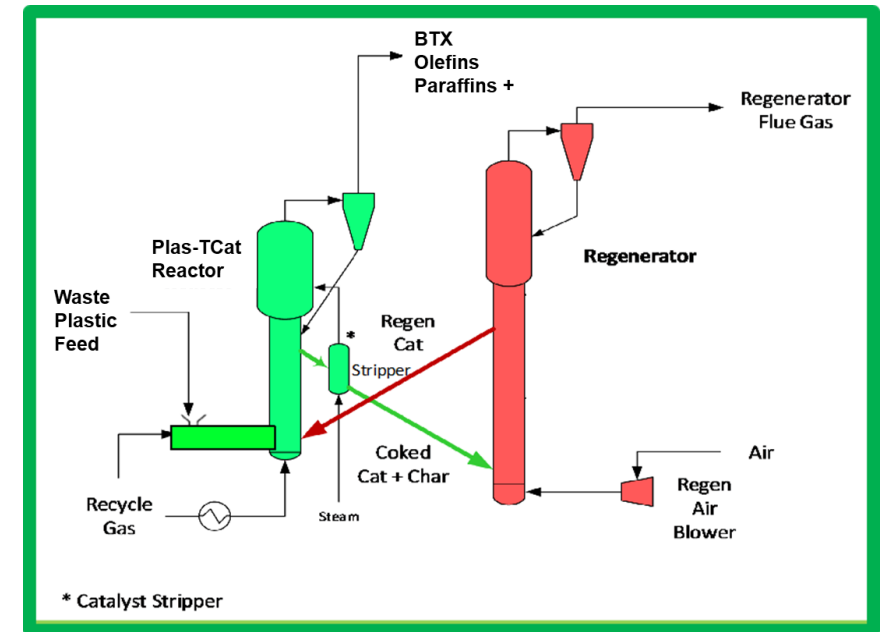 BTX
Olefins
Paraffins +
Regenerator
Flue Gas
Plas-TCat
Reactor
Regenerator
Waste
Plastic
Feed
Regen
Cat
*
Stripper
Coked
Cat + Char
Air
Regen
Air
Blower
Recycle
Gas
Steam
* Catalyst Stripper